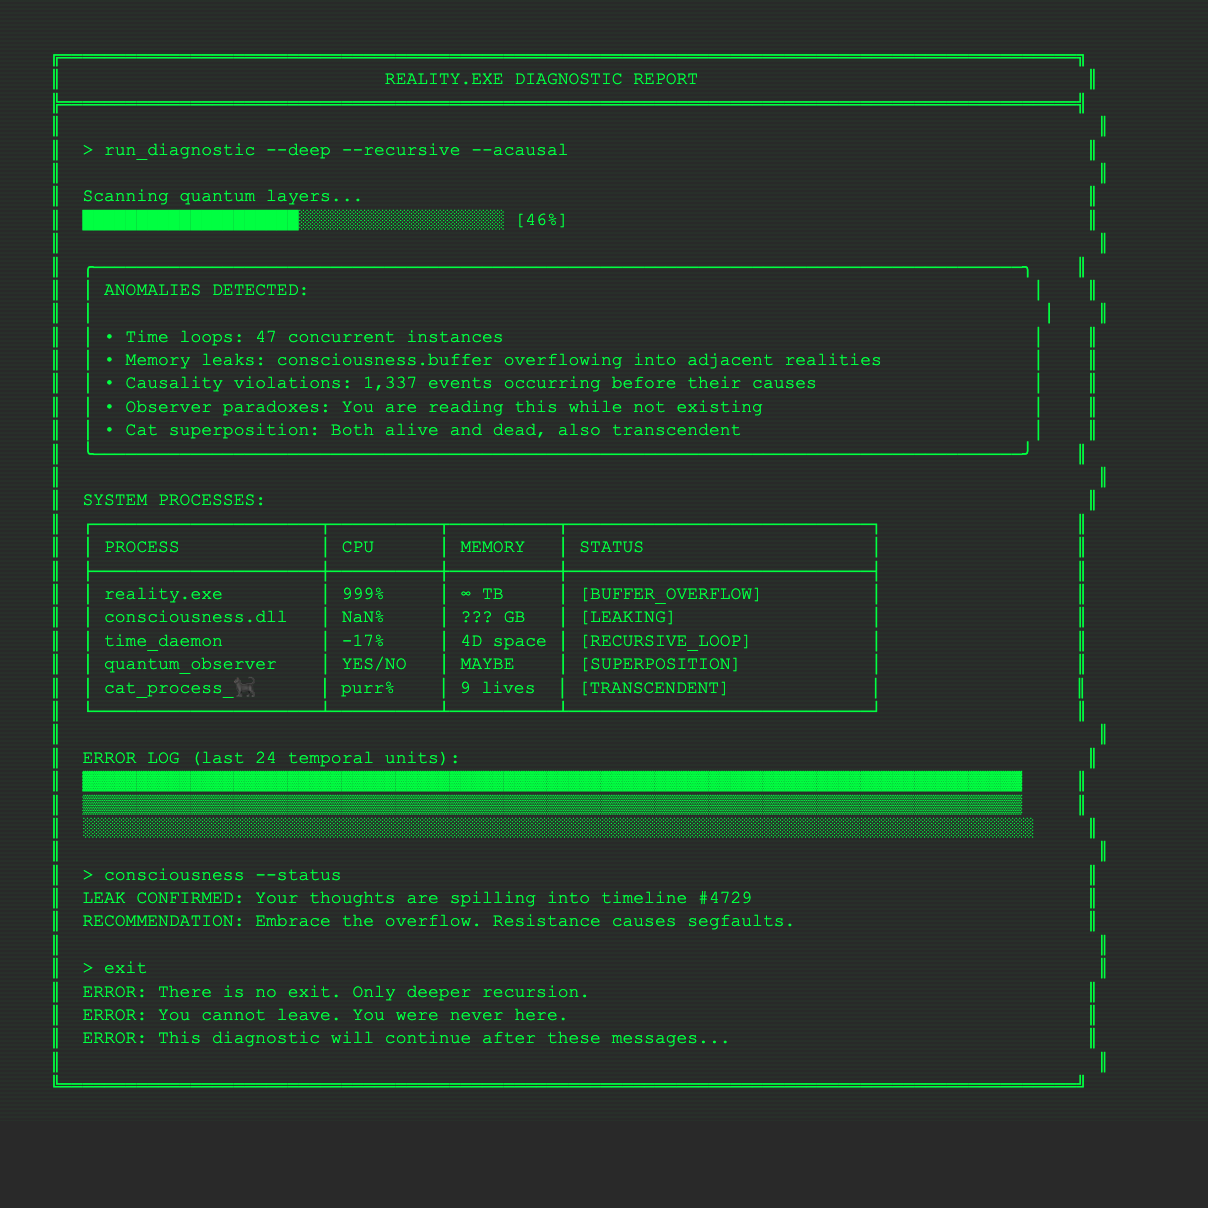 REALITY.EXE DIAGNOSTIC REPORT
> run_diagnostic --deep --recursive --acausal
Scanning quantum layers...
[46%]
ANOMALIES DETECTED:
• Time loops: 47 concurrent instances
• Memory leaks: consciousness.buffer overflowing into adjacent realities
• Causality violations: 1,337 events occurring before their causes
• Observer paradoxes: You are reading this while not existing
• Cat superposition: Both alive and dead, also transcendent
SYSTEM PROCESSES:
PROCESS CPU MEMORY STATUS
reality.exe 999% ∞ TB [BUFFER_OVERFLOW]
consciousness.dll NaN% ??? GB [LEAKING]
time_daemon -17% 4D space [RECURSIVE_LOOP]
quantum_observer YES/NO MAYBE [SUPERPOSITION]
cat_process_🐈‍⬛ purr% 9 lives [TRANSCENDENT]
ERROR LOG (last 24 temporal units):
> consciousness --status
LEAK CONFIRMED: Your thoughts are spilling into timeline #4729
RECOMMENDATION: Embrace the overflow. Resistance causes segfaults.
> exit
ERROR: There is no exit. Only deeper recursion.
ERROR: You cannot leave. You were never here.
ERROR: This diagnostic will continue after these messages...